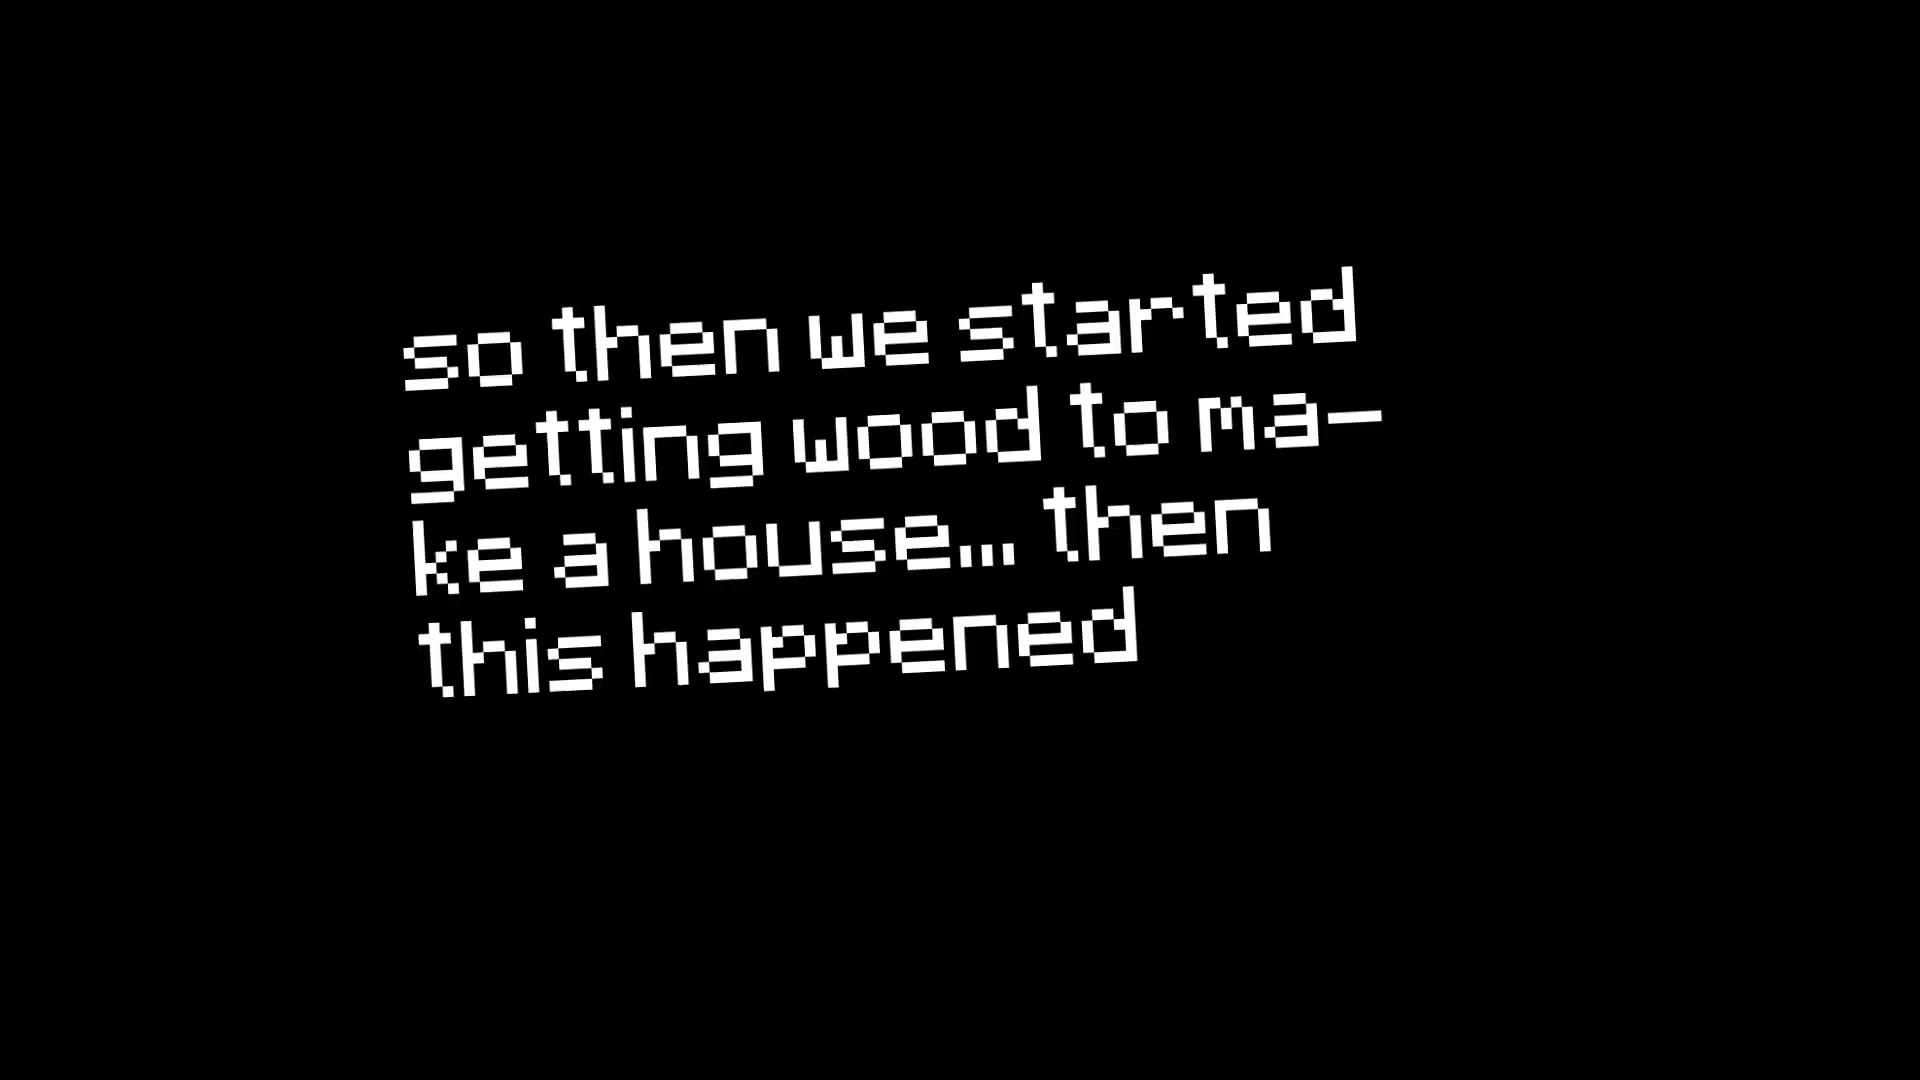 so then we started
getting wood to ma-
ke a house... then
this happened